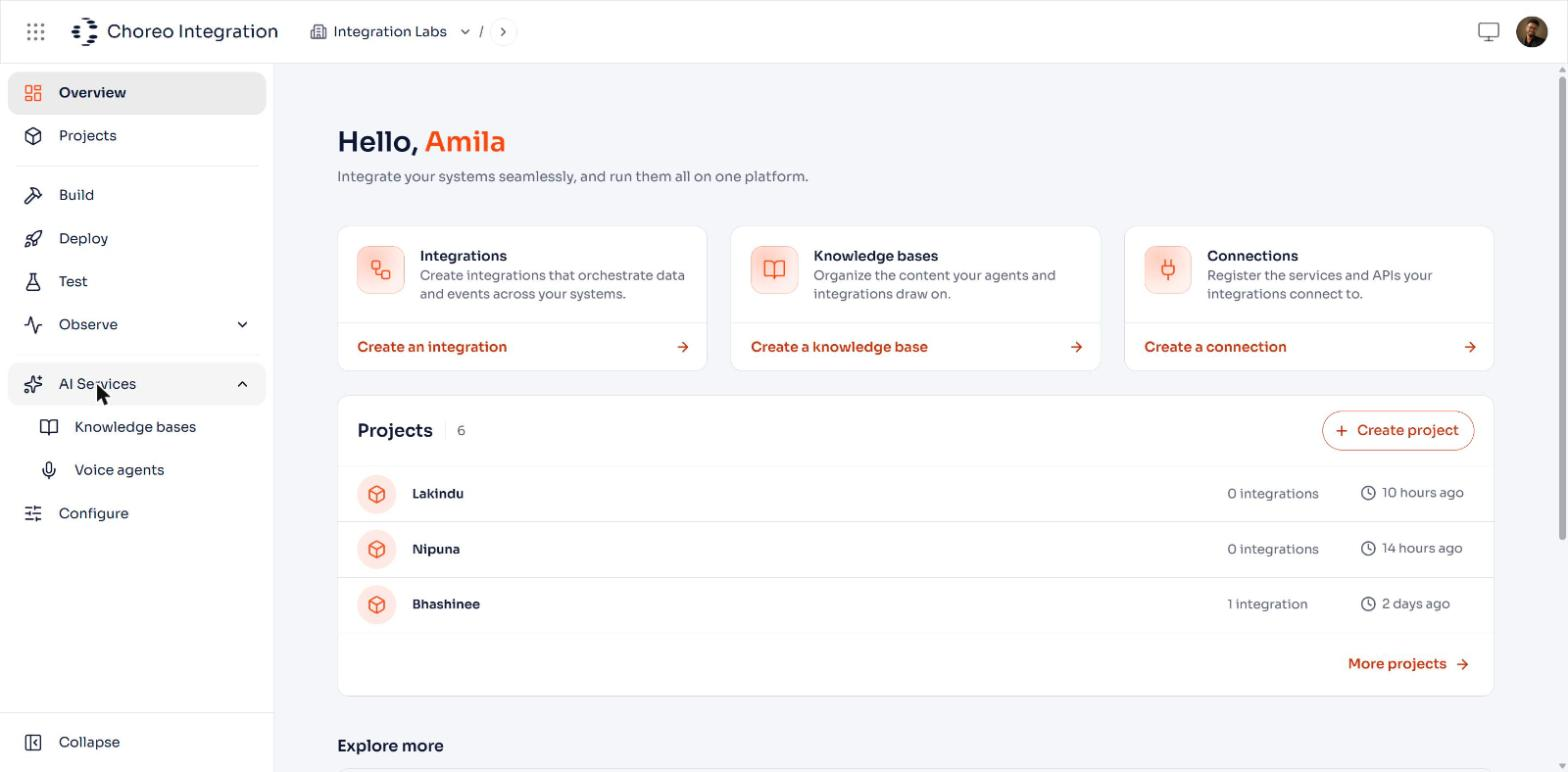 Choreo Integration
Integration Labs
/
Overview
Projects
Build
Deploy
Test
Observe
AI Services
Knowledge bases
Voice agents
Configure
Collapse
Hello, Amila
Integrate your systems seamlessly, and run them all on one platform.
Integrations
Create integrations that orchestrate data
and events across your systems.
Create an integration
Knowledge bases
Organize the content your agents and
integrations draw on.
Create a knowledge base
Connections
Register the services and APIs your
integrations connect to.
Create a connection
Projects 6
+ Create project
Lakindu 0 integrations 10 hours ago
Nipuna 0 integrations 14 hours ago
Bhashinee 1 integration 2 days ago
More projects
Explore more